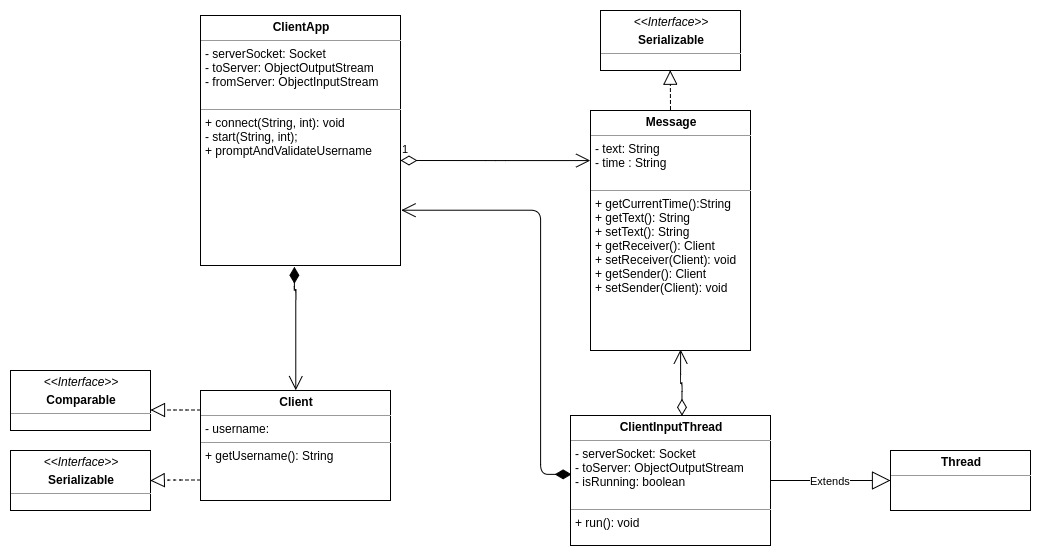 ClientApp
- serverSocket: Socket
- toServer: ObjectOutputStream
- fromServer: ObjectInputStream
+ connect(String, int): void
- start(String, int);
+ promptAndValidateUsername
1
<<Interface>>
Serializable
Message
- text: String
- time : String
+ getCurrentTime():String
+ getText(): String
+ setText(): String
+ getReceiver(): Client
+ setReceiver(Client): void
+ getSender(): Client
+ setSender(Client): void
<<Interface>>
Comparable
<<Interface>>
Serializable
Client
- username:
+ getUsername(): String
ClientInputThread
- serverSocket: Socket
- toServer: ObjectOutputStream
- isRunning: boolean
+ run(): void
Extends
Thread